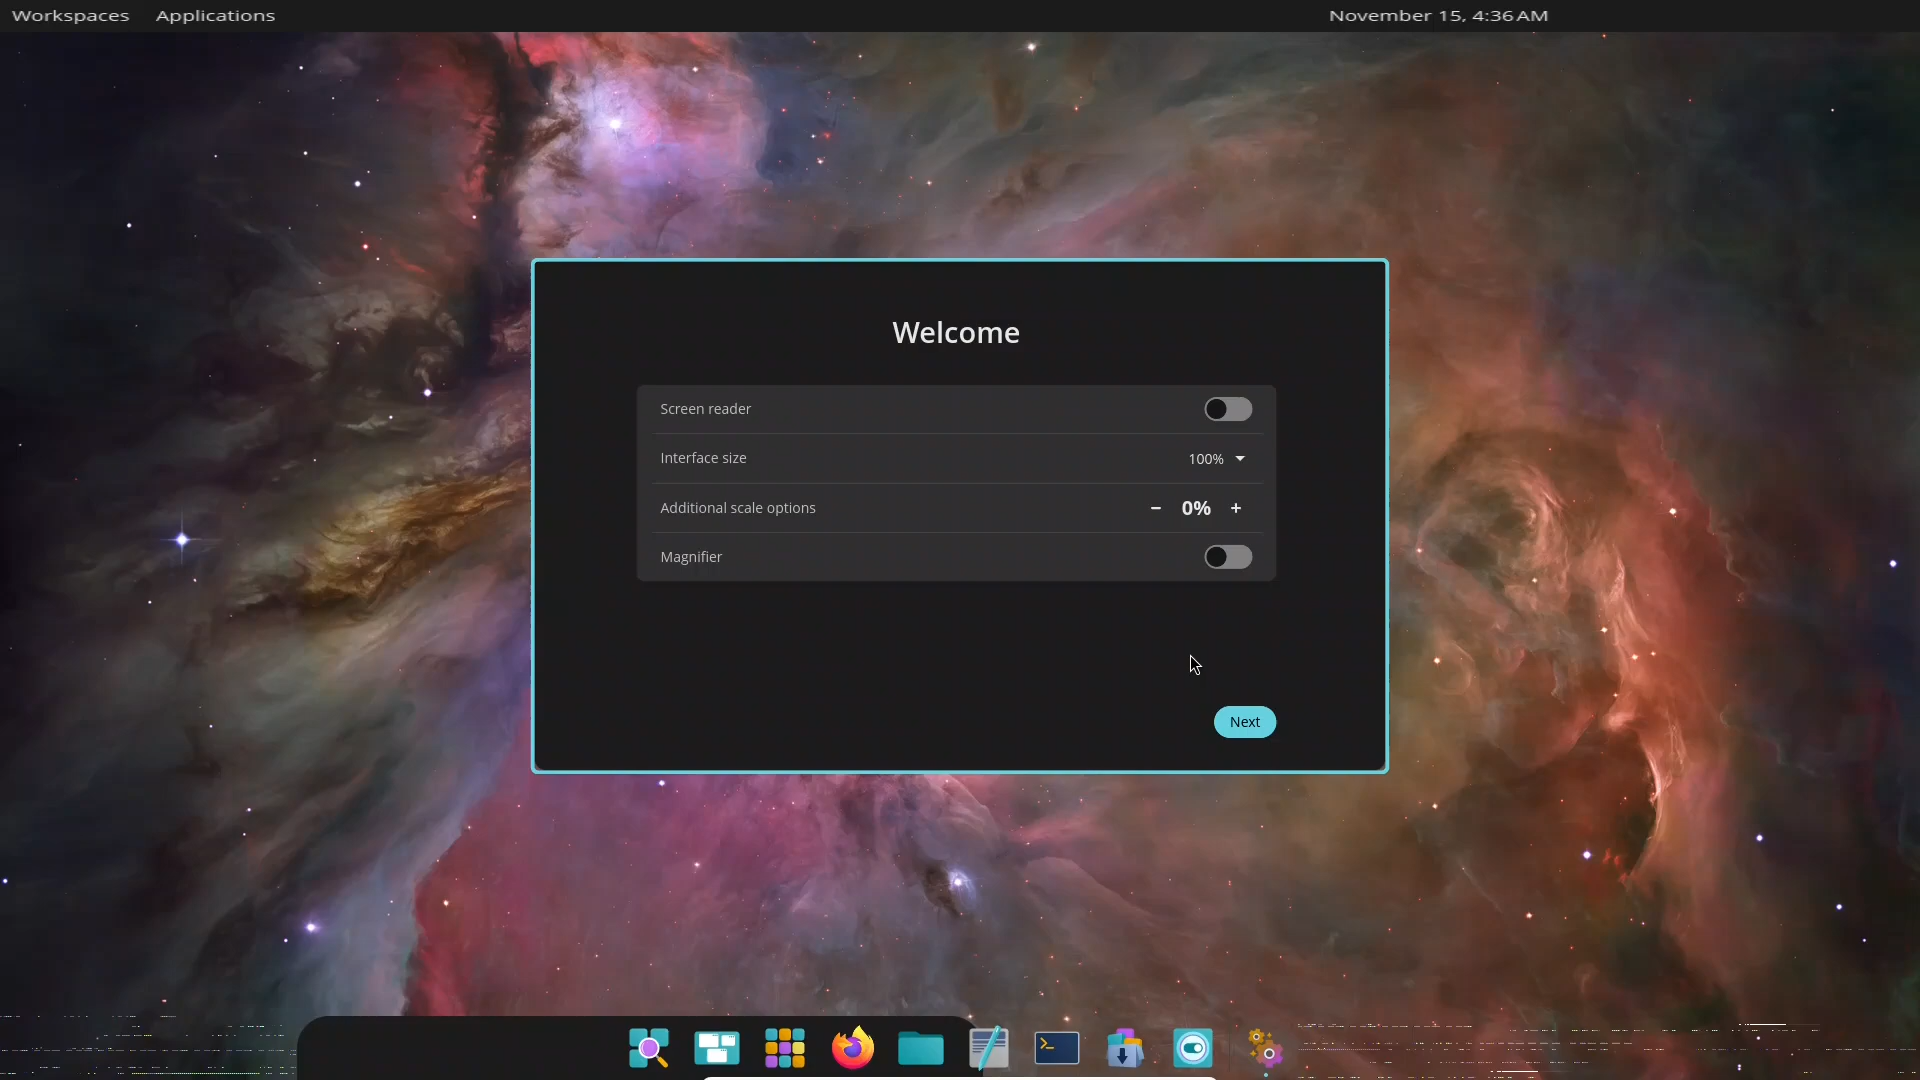 Workspaces Applications November 15, 4:36 AM
Welcome
Screen reader
Interface size 100%
Additional scale options − 0% +
Magnifier
Next